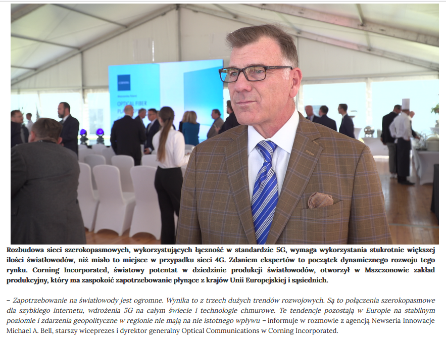 OPTICAL FIBER
Rozbudowa sieci szerokopasmowych, wykorzystujących łączność w standardzie 5G, wymaga wykorzystania stukrotnie większej
ilości światłowodów, niż miało to miejsce w przypadku sieci 4G. Zdaniem ekspertów to początek dynamicznego rozwoju tego
rynku. Corning Incorporated, światowy potentat w dziedzinie produkcji światłowodów, otworzył w Mszczonowie zakład
produkcyjny, który ma zaspokoić zapotrzebowanie płynące z krajów Unii Europejskiej i sąsiednich.
– Zapotrzebowanie na światłowody jest ogromne. Wynika to z trzech dużych trendów rozwojowych. Są to połączenia szerokopasmowe
dla szybkiego internetu, wdrożenia 5G na całym świecie i technologie chmurowe. Te tendencje pozostają w Europie na stabilnym
poziomie i zdarzenia geopolityczne w regionie nie mają na nie istotnego wpływu – informuje w rozmowie z agencją Newseria Innowacje
Michael A. Bell, starszy wiceprezes i dyrektor generalny Optical Communications w Corning Incorporated.